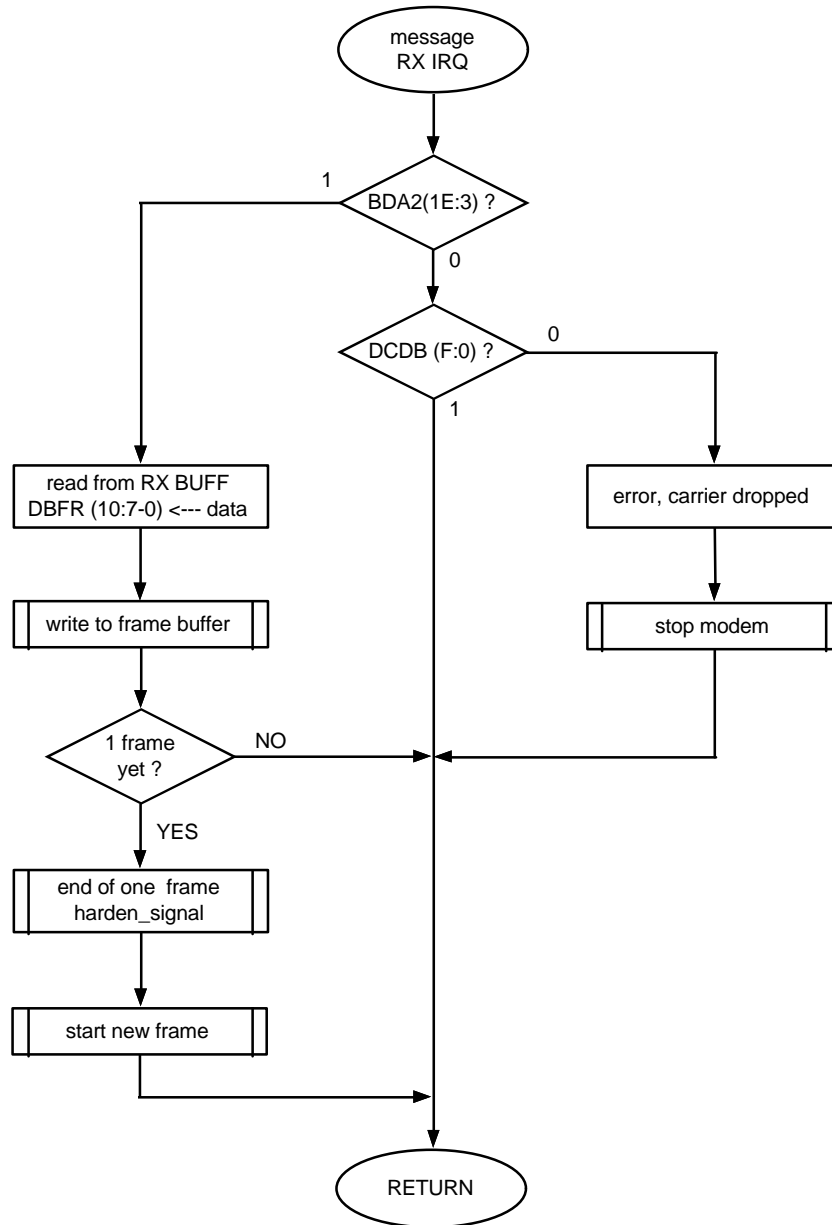 message
RX IRQ
1
BDA2(1E:3) ?
0
DCDB (F:0) ?
0
1
read from RX BUFF
DBFR (10:7-0) <--- data
error, carrier dropped
write to frame buffer
stop modem
1 frame
yet ?
NO
YES
end of one frame
harden_signal
start new frame
RETURN